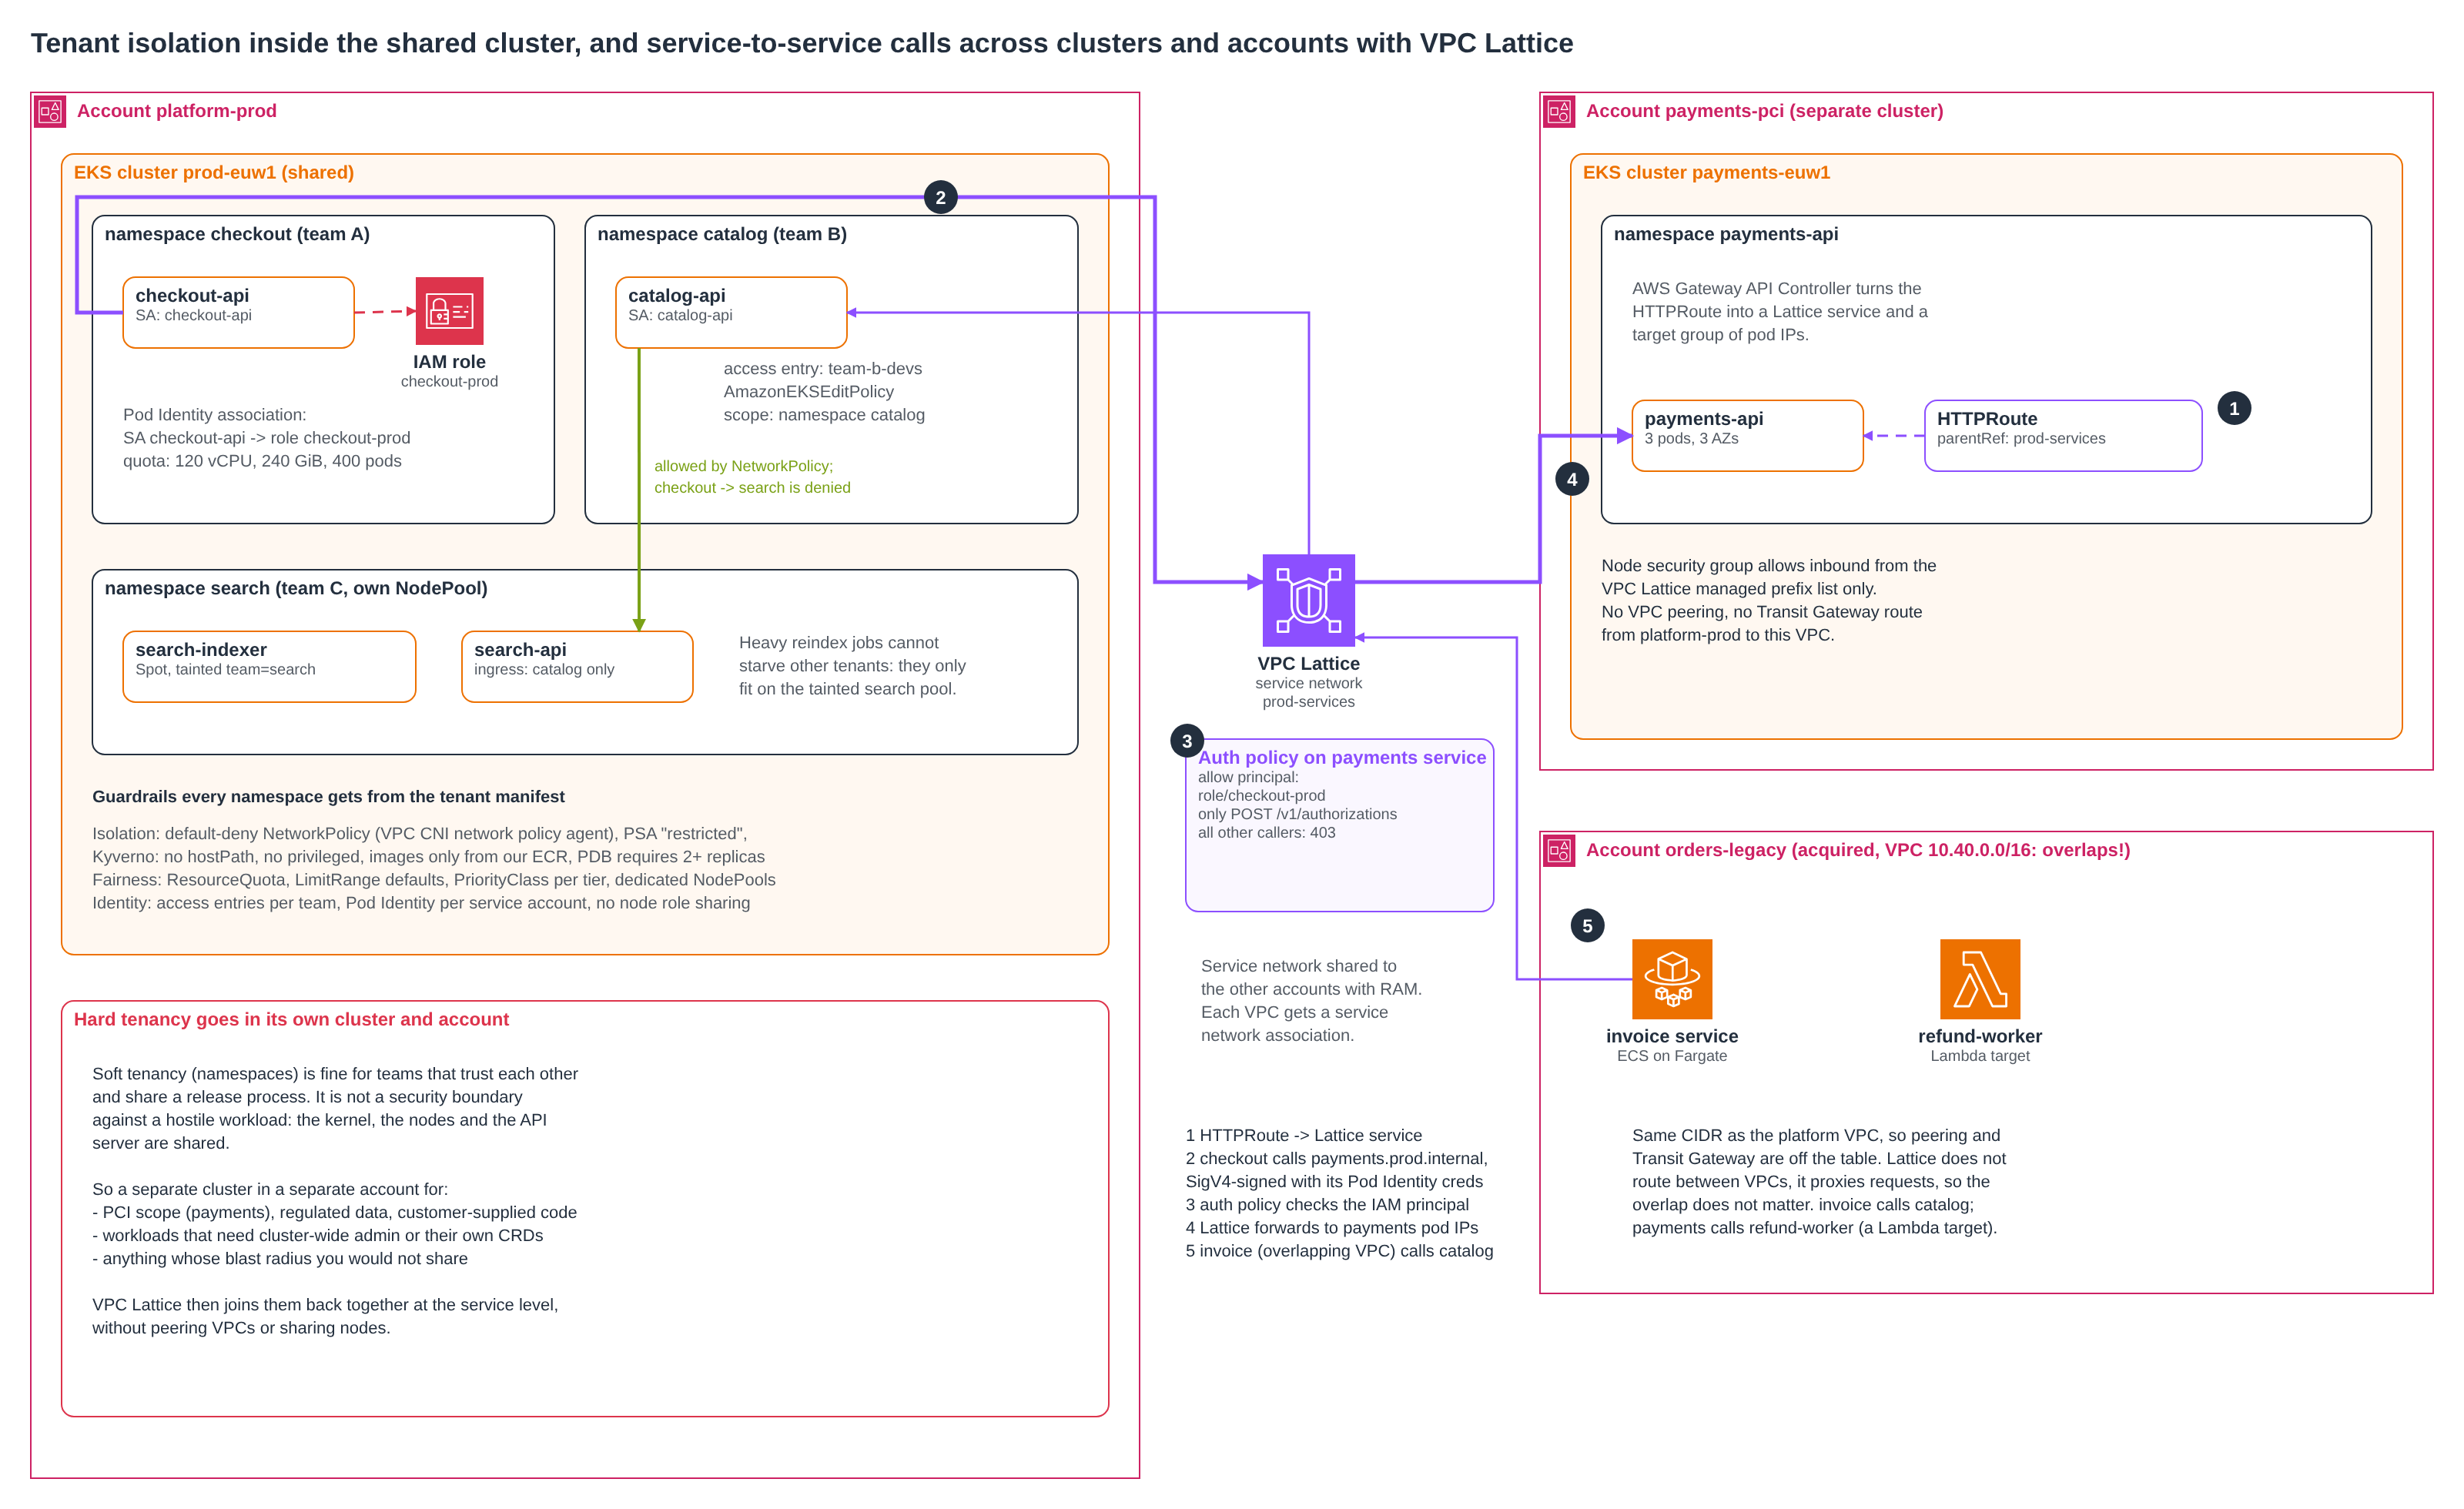 Tenant isolation inside the shared cluster, and service-to-service calls across clusters and accounts with VPC Lattice
Account platform-prod
EKS cluster prod-euw1 (shared)
2
namespace checkout (team A)
checkout-api
SA: checkout-api
IAM role
checkout-prod
Pod Identity association:
SA checkout-api -> role checkout-prod
quota: 120 vCPU, 240 GiB, 400 pods
namespace catalog (team B)
catalog-api
SA: catalog-api
access entry: team-b-devs
AmazonEKSEditPolicy
scope: namespace catalog
allowed by NetworkPolicy;
checkout -> search is denied
namespace search (team C, own NodePool)
search-indexer
Spot, tainted team=search
search-api
ingress: catalog only
Heavy reindex jobs cannot
starve other tenants: they only
fit on the tainted search pool.
Guardrails every namespace gets from the tenant manifest
Isolation: default-deny NetworkPolicy (VPC CNI network policy agent), PSA "restricted",
Kyverno: no hostPath, no privileged, images only from our ECR, PDB requires 2+ replicas
Fairness: ResourceQuota, LimitRange defaults, PriorityClass per tier, dedicated NodePools
Identity: access entries per team, Pod Identity per service account, no node role sharing
Hard tenancy goes in its own cluster and account
Soft tenancy (namespaces) is fine for teams that trust each other
and share a release process. It is not a security boundary
against a hostile workload: the kernel, the nodes and the API
server are shared.
So a separate cluster in a separate account for:
- PCI scope (payments), regulated data, customer-supplied code
- workloads that need cluster-wide admin or their own CRDs
- anything whose blast radius you would not share
VPC Lattice then joins them back together at the service level,
without peering VPCs or sharing nodes.
VPC Lattice
service network
prod-services
3
Auth policy on payments service
allow principal:
role/checkout-prod
only POST /v1/authorizations
all other callers: 403
Service network shared to
the other accounts with RAM.
Each VPC gets a service
network association.
1 HTTPRoute -> Lattice service
2 checkout calls payments.prod.internal,
SigV4-signed with its Pod Identity creds
3 auth policy checks the IAM principal
4 Lattice forwards to payments pod IPs
5 invoice (overlapping VPC) calls catalog
Account payments-pci (separate cluster)
EKS cluster payments-euw1
namespace payments-api
AWS Gateway API Controller turns the
HTTPRoute into a Lattice service and a
target group of pod IPs.
payments-api
3 pods, 3 AZs
HTTPRoute
parentRef: prod-services
1
4
Node security group allows inbound from the
VPC Lattice managed prefix list only.
No VPC peering, no Transit Gateway route
from platform-prod to this VPC.
Account orders-legacy (acquired, VPC 10.40.0.0/16: overlaps!)
5
invoice service
ECS on Fargate
refund-worker
Lambda target
Same CIDR as the platform VPC, so peering and
Transit Gateway are off the table. Lattice does not
route between VPCs, it proxies requests, so the
overlap does not matter. invoice calls catalog;
payments calls refund-worker (a Lambda target).